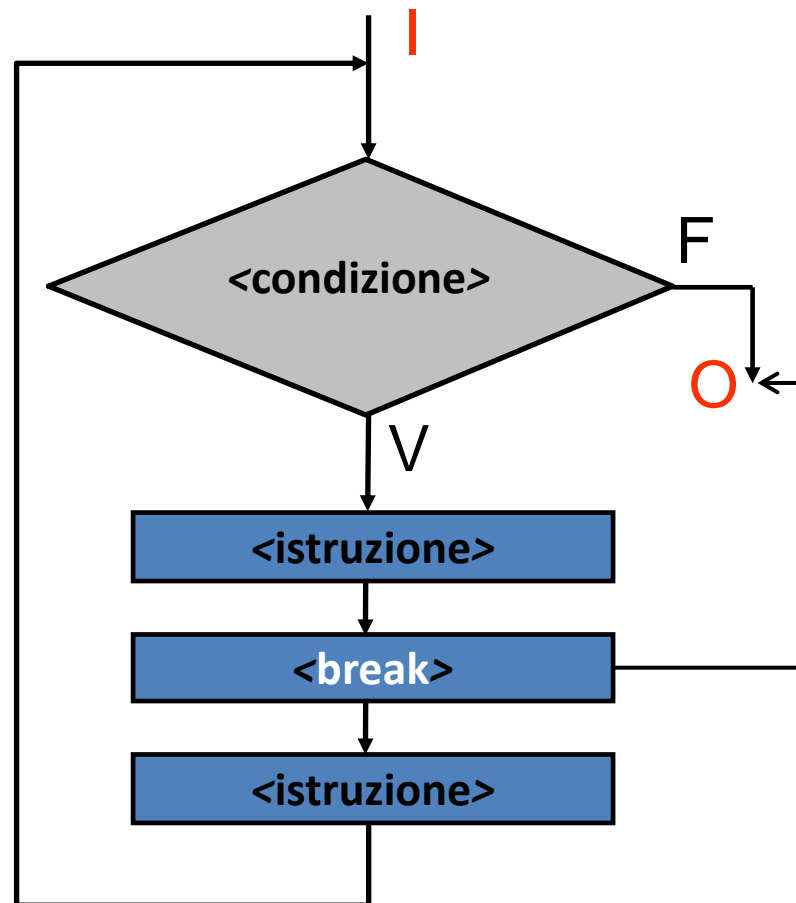 I
<condizione>
F
O
V
<istruzione>
<break>
<istruzione>